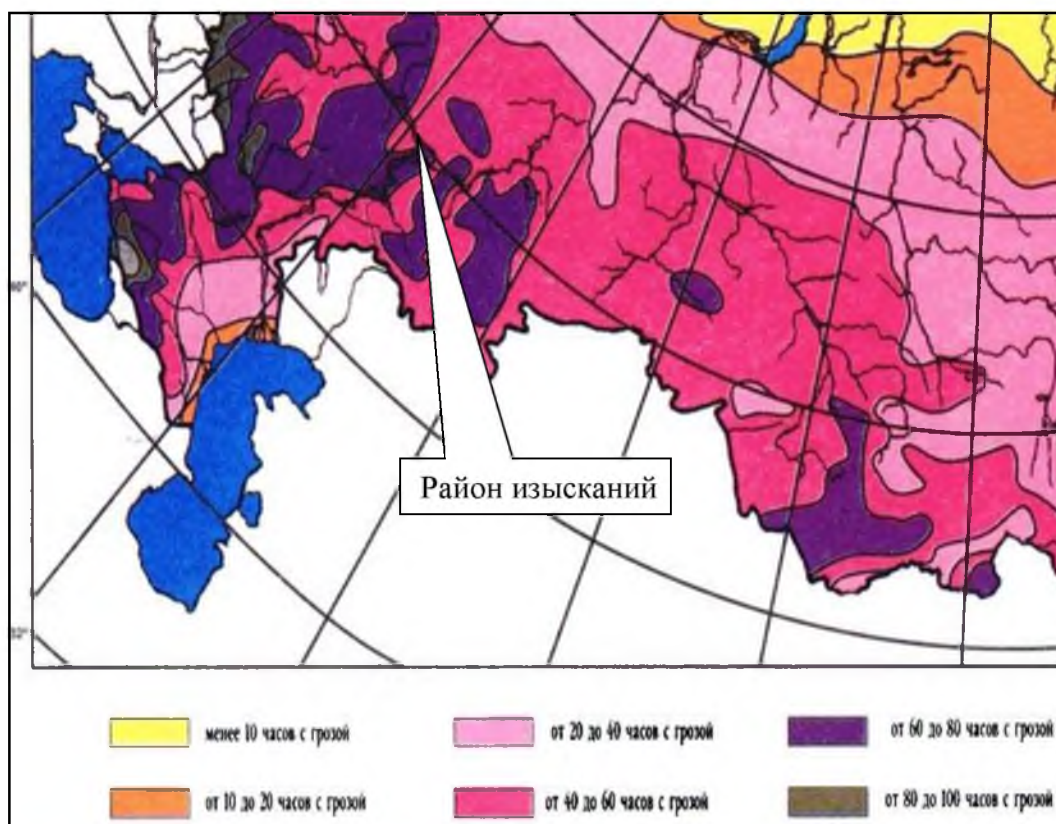 Район изысканий
менее 10 часов с грозой
от 20 до 40 часов с грозой
от 60 до 80 часов с грозой
от 10 до 20 часов с грозой
от 40 до 60 часов с грозой
от 80 до 100 часов с грозой